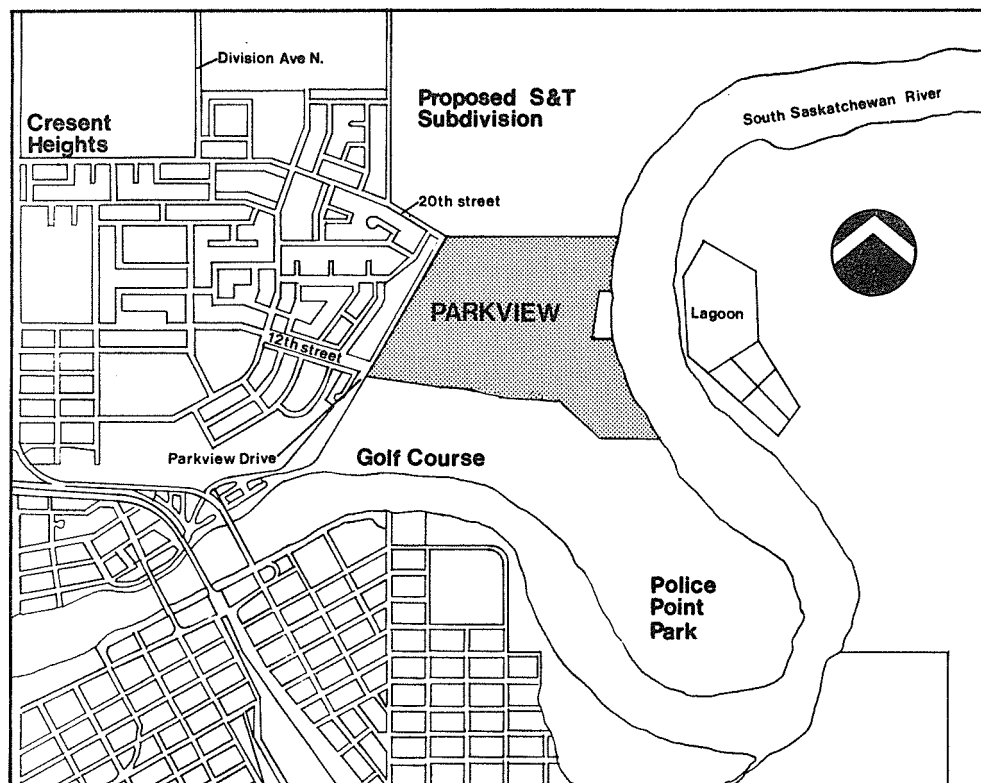 Division Ave N.
Proposed S&T
Subdivision
South Saskatchewan River
Cresent
Heights
20th street
PARKVIEW
Lagoon
12th street
Parkview Drive
Golf Course
Police
Point
Park